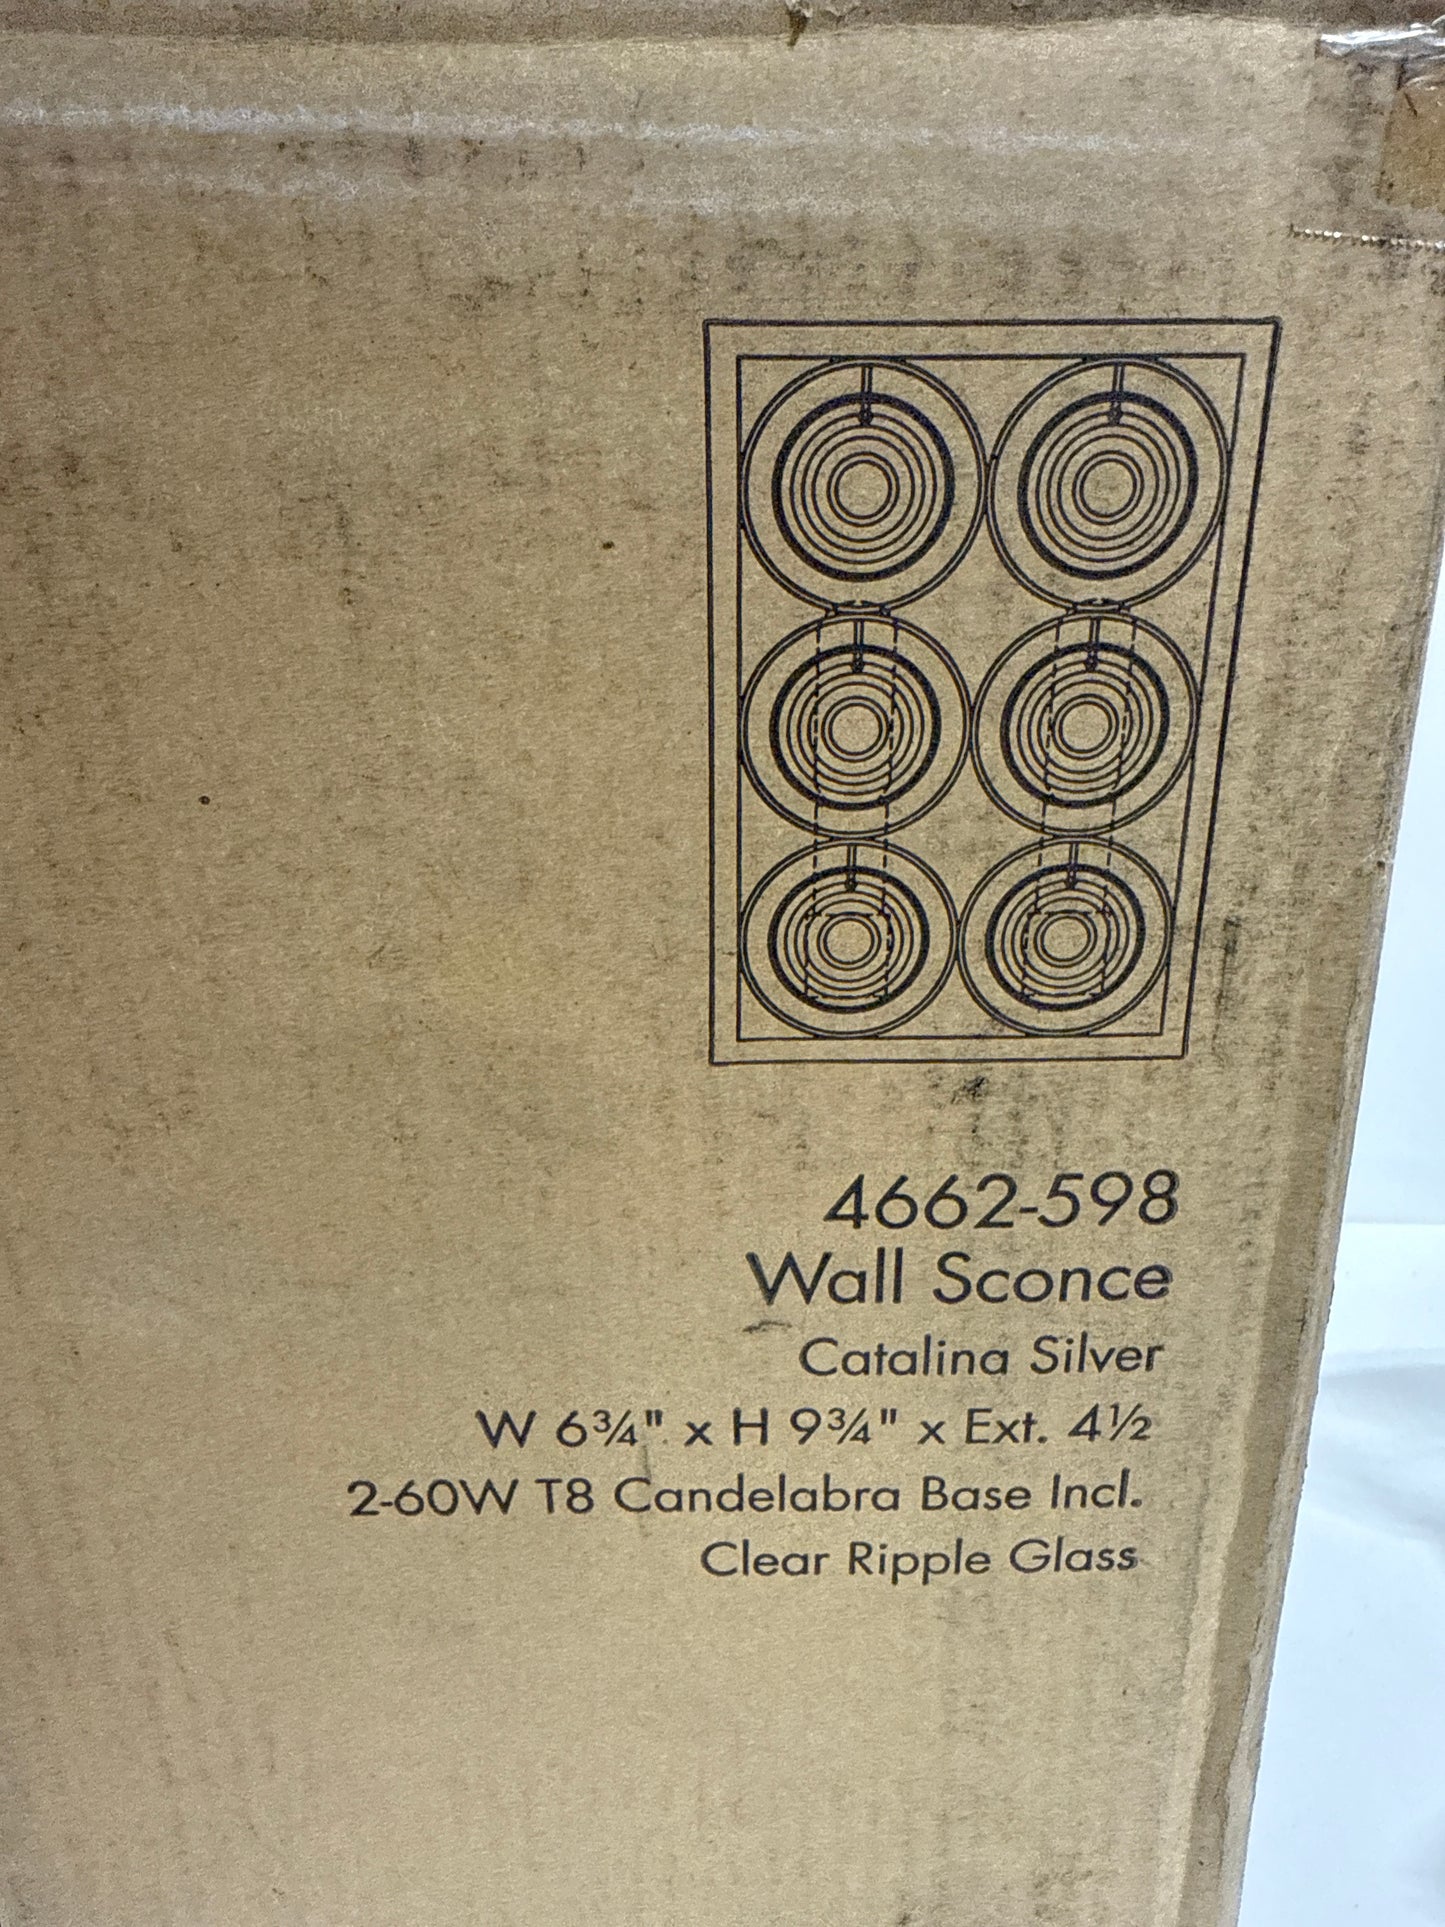 4662-598
Wall Sconce
Catalina Silver
W 6¾" x H 9¾" x Ext. 4½
2-60W T8 Candelabra Base Incl.
Clear Ripple Glass